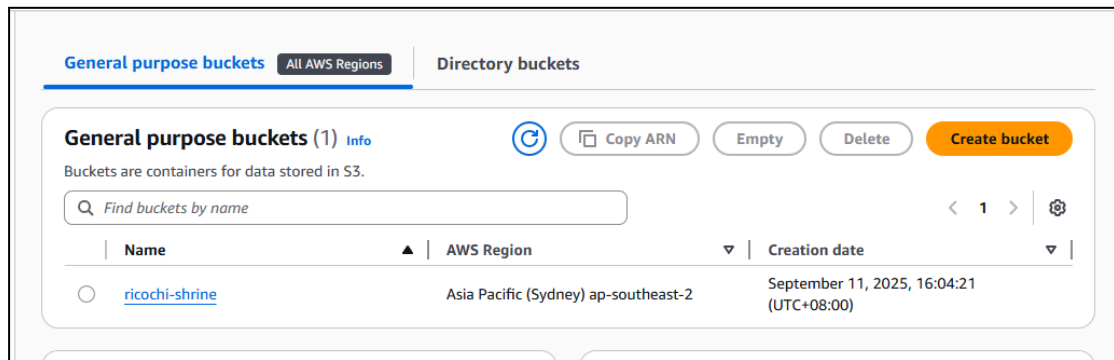 General purpose buckets All AWS Regions Directory buckets
General purpose buckets (1) Info Copy ARN Empty Delete Create bucket
Buckets are containers for data stored in S3.
Find buckets by name 1
Name AWS Region Creation date
ricochi-shrine Asia Pacific (Sydney) ap-southeast-2 September 11, 2025, 16:04:21
(UTC+08:00)